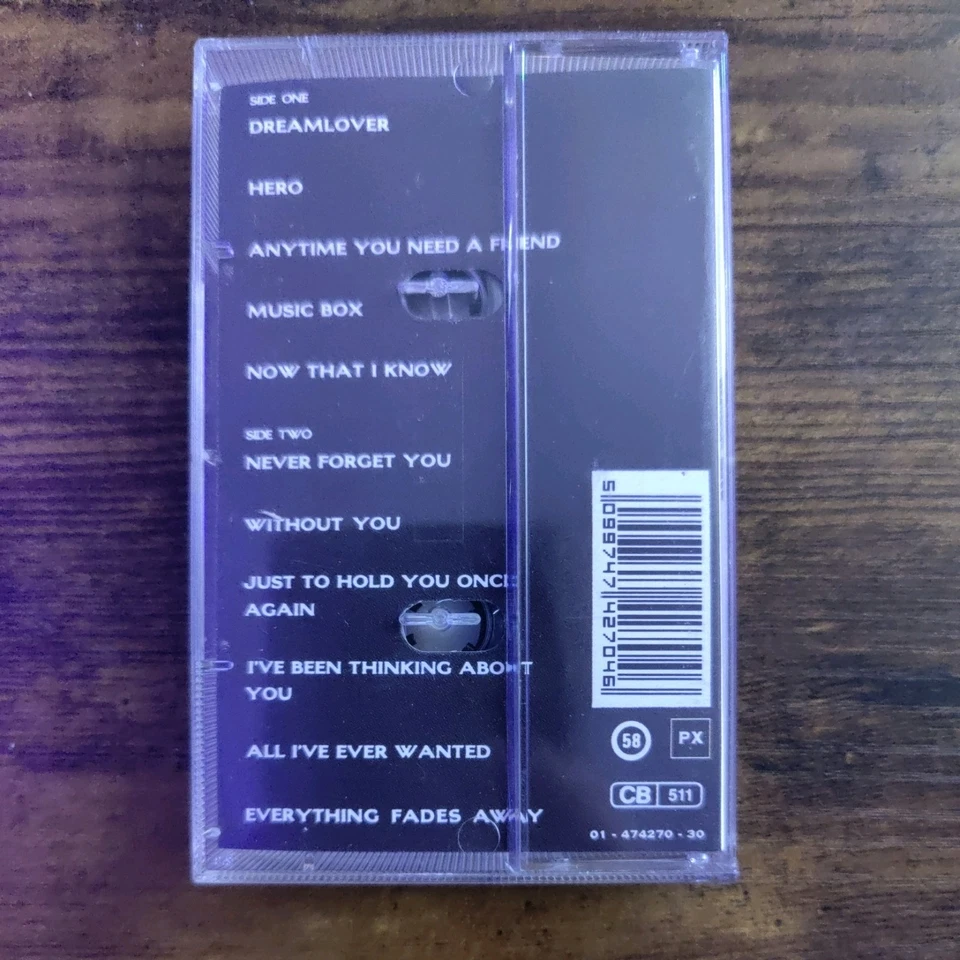 SIDE ONE
DREAMLOVER
HERO
ANYTIME YOU NEED A FRIEND
MUSIC BOX
NOW THAT I KNOW
SIDE TWO
NEVER FORGET YOU
WITHOUT YOU
JUST TO HOLD YOU ONCE
AGAIN
I'VE BEEN THINKING ABOUT
YOU
ALL I'VE EVER WANTED
EVERYTHING FADES AWAY
5 099747 427046
58
PX
CB 511
01 - 474270 - 30